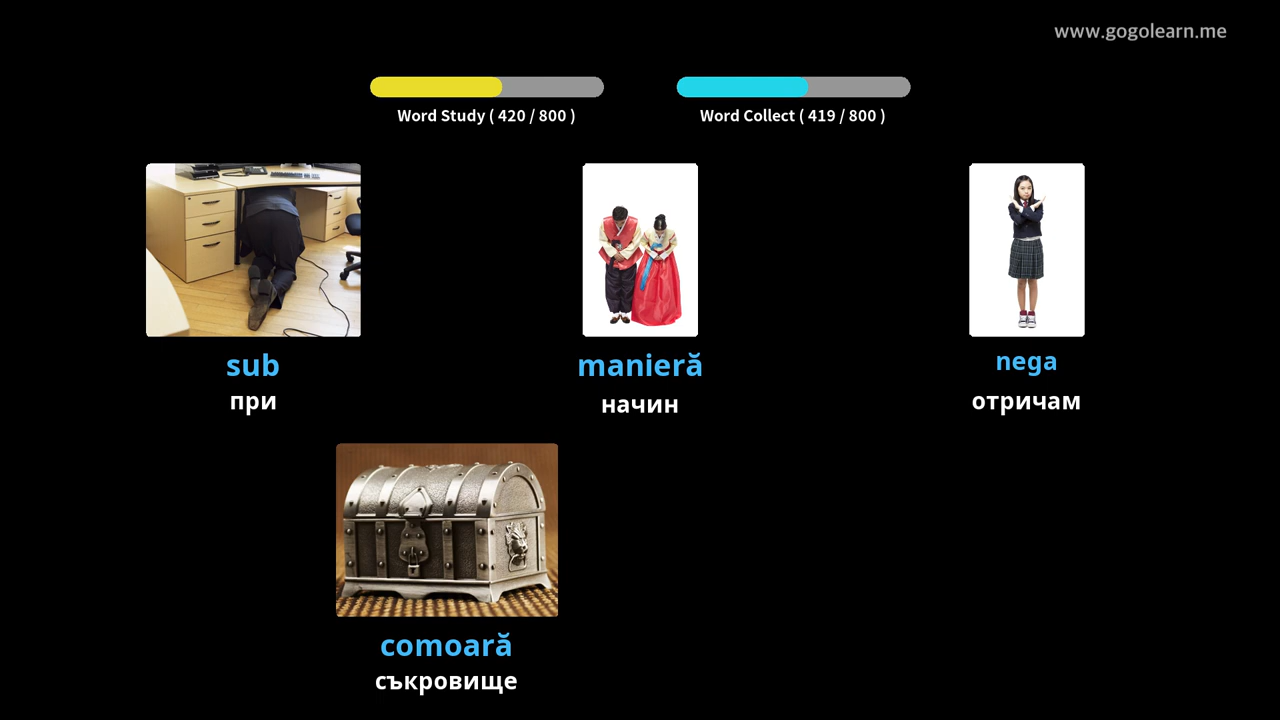 www.gogolearn.me
Word Study ( 420 / 800 )
Word Collect ( 419 / 800 )
sub
при
manieră
начин
nega
отричам
comoară
съкровище